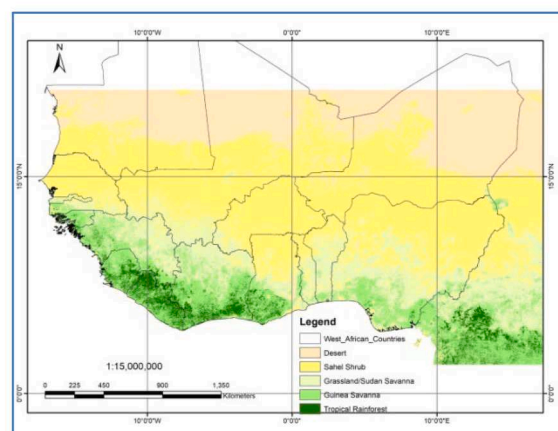 10°0'0"W 0°0'0" 10°0'0"E
N
15°0'0"N 15°0'0"N
Legend
West_African_Countries
Desert
Sahel Shrub
Grassland/Sudan Savanna
Guinea Savanna
Tropical Rainforest
1:15,000,000
0 225 450 900 1,350
Kilometers
0°0'0" 0°0'0"
10°0'0"W 0°0'0" 10°0'0"E